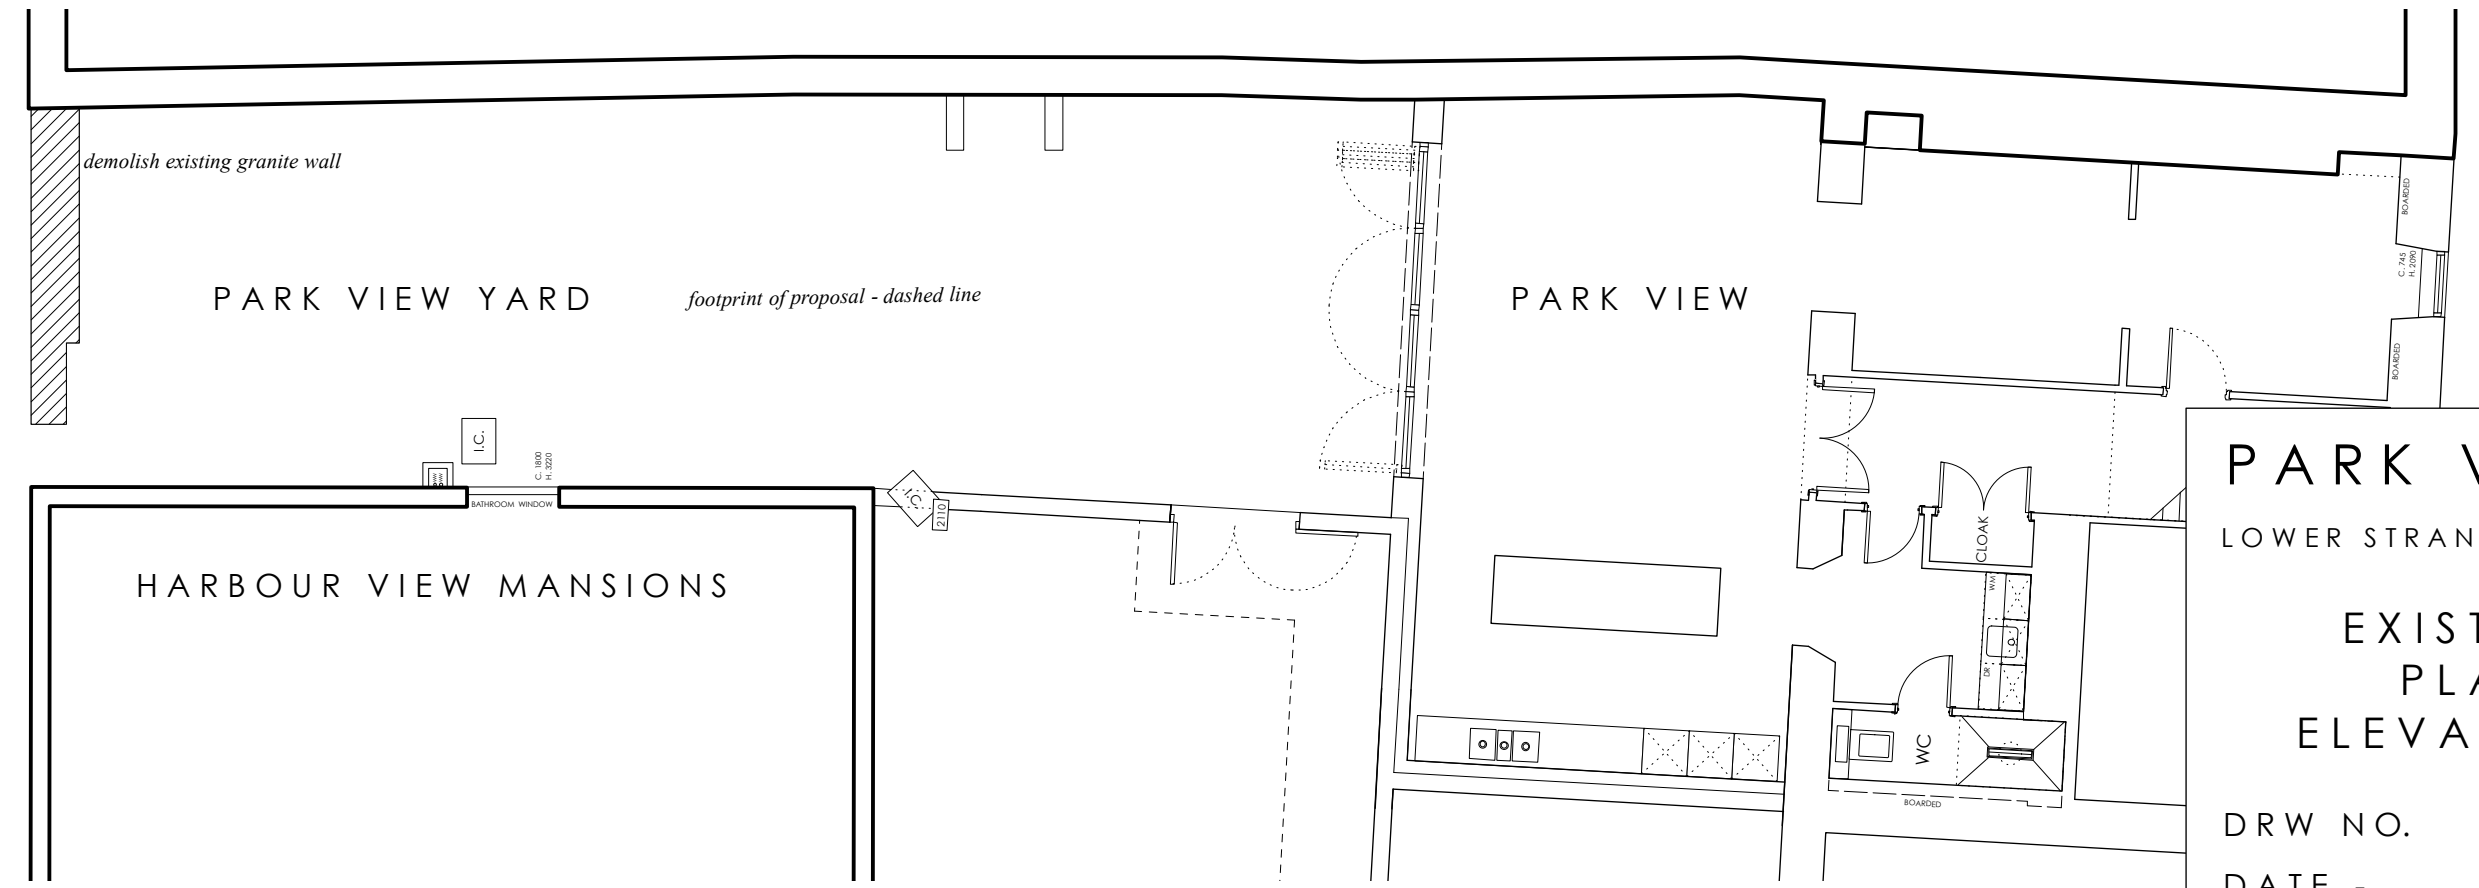 demolish existing granite wall
BOARDED
PARK VIEW YARD
footprint of proposal - dashed line
PARK VIEW
C. 745
H. 2090
BOARDED
I.C.
C. 1800
H. 3220
BATHROOM WINDOW
I.C.
2110
CLOAK
PARK V
LOWER STRAN
HARBOUR VIEW MANSIONS
WM
EXIST
DR
PLA
ELEVA
WC
BOARDED
DRW NO.
DATE -